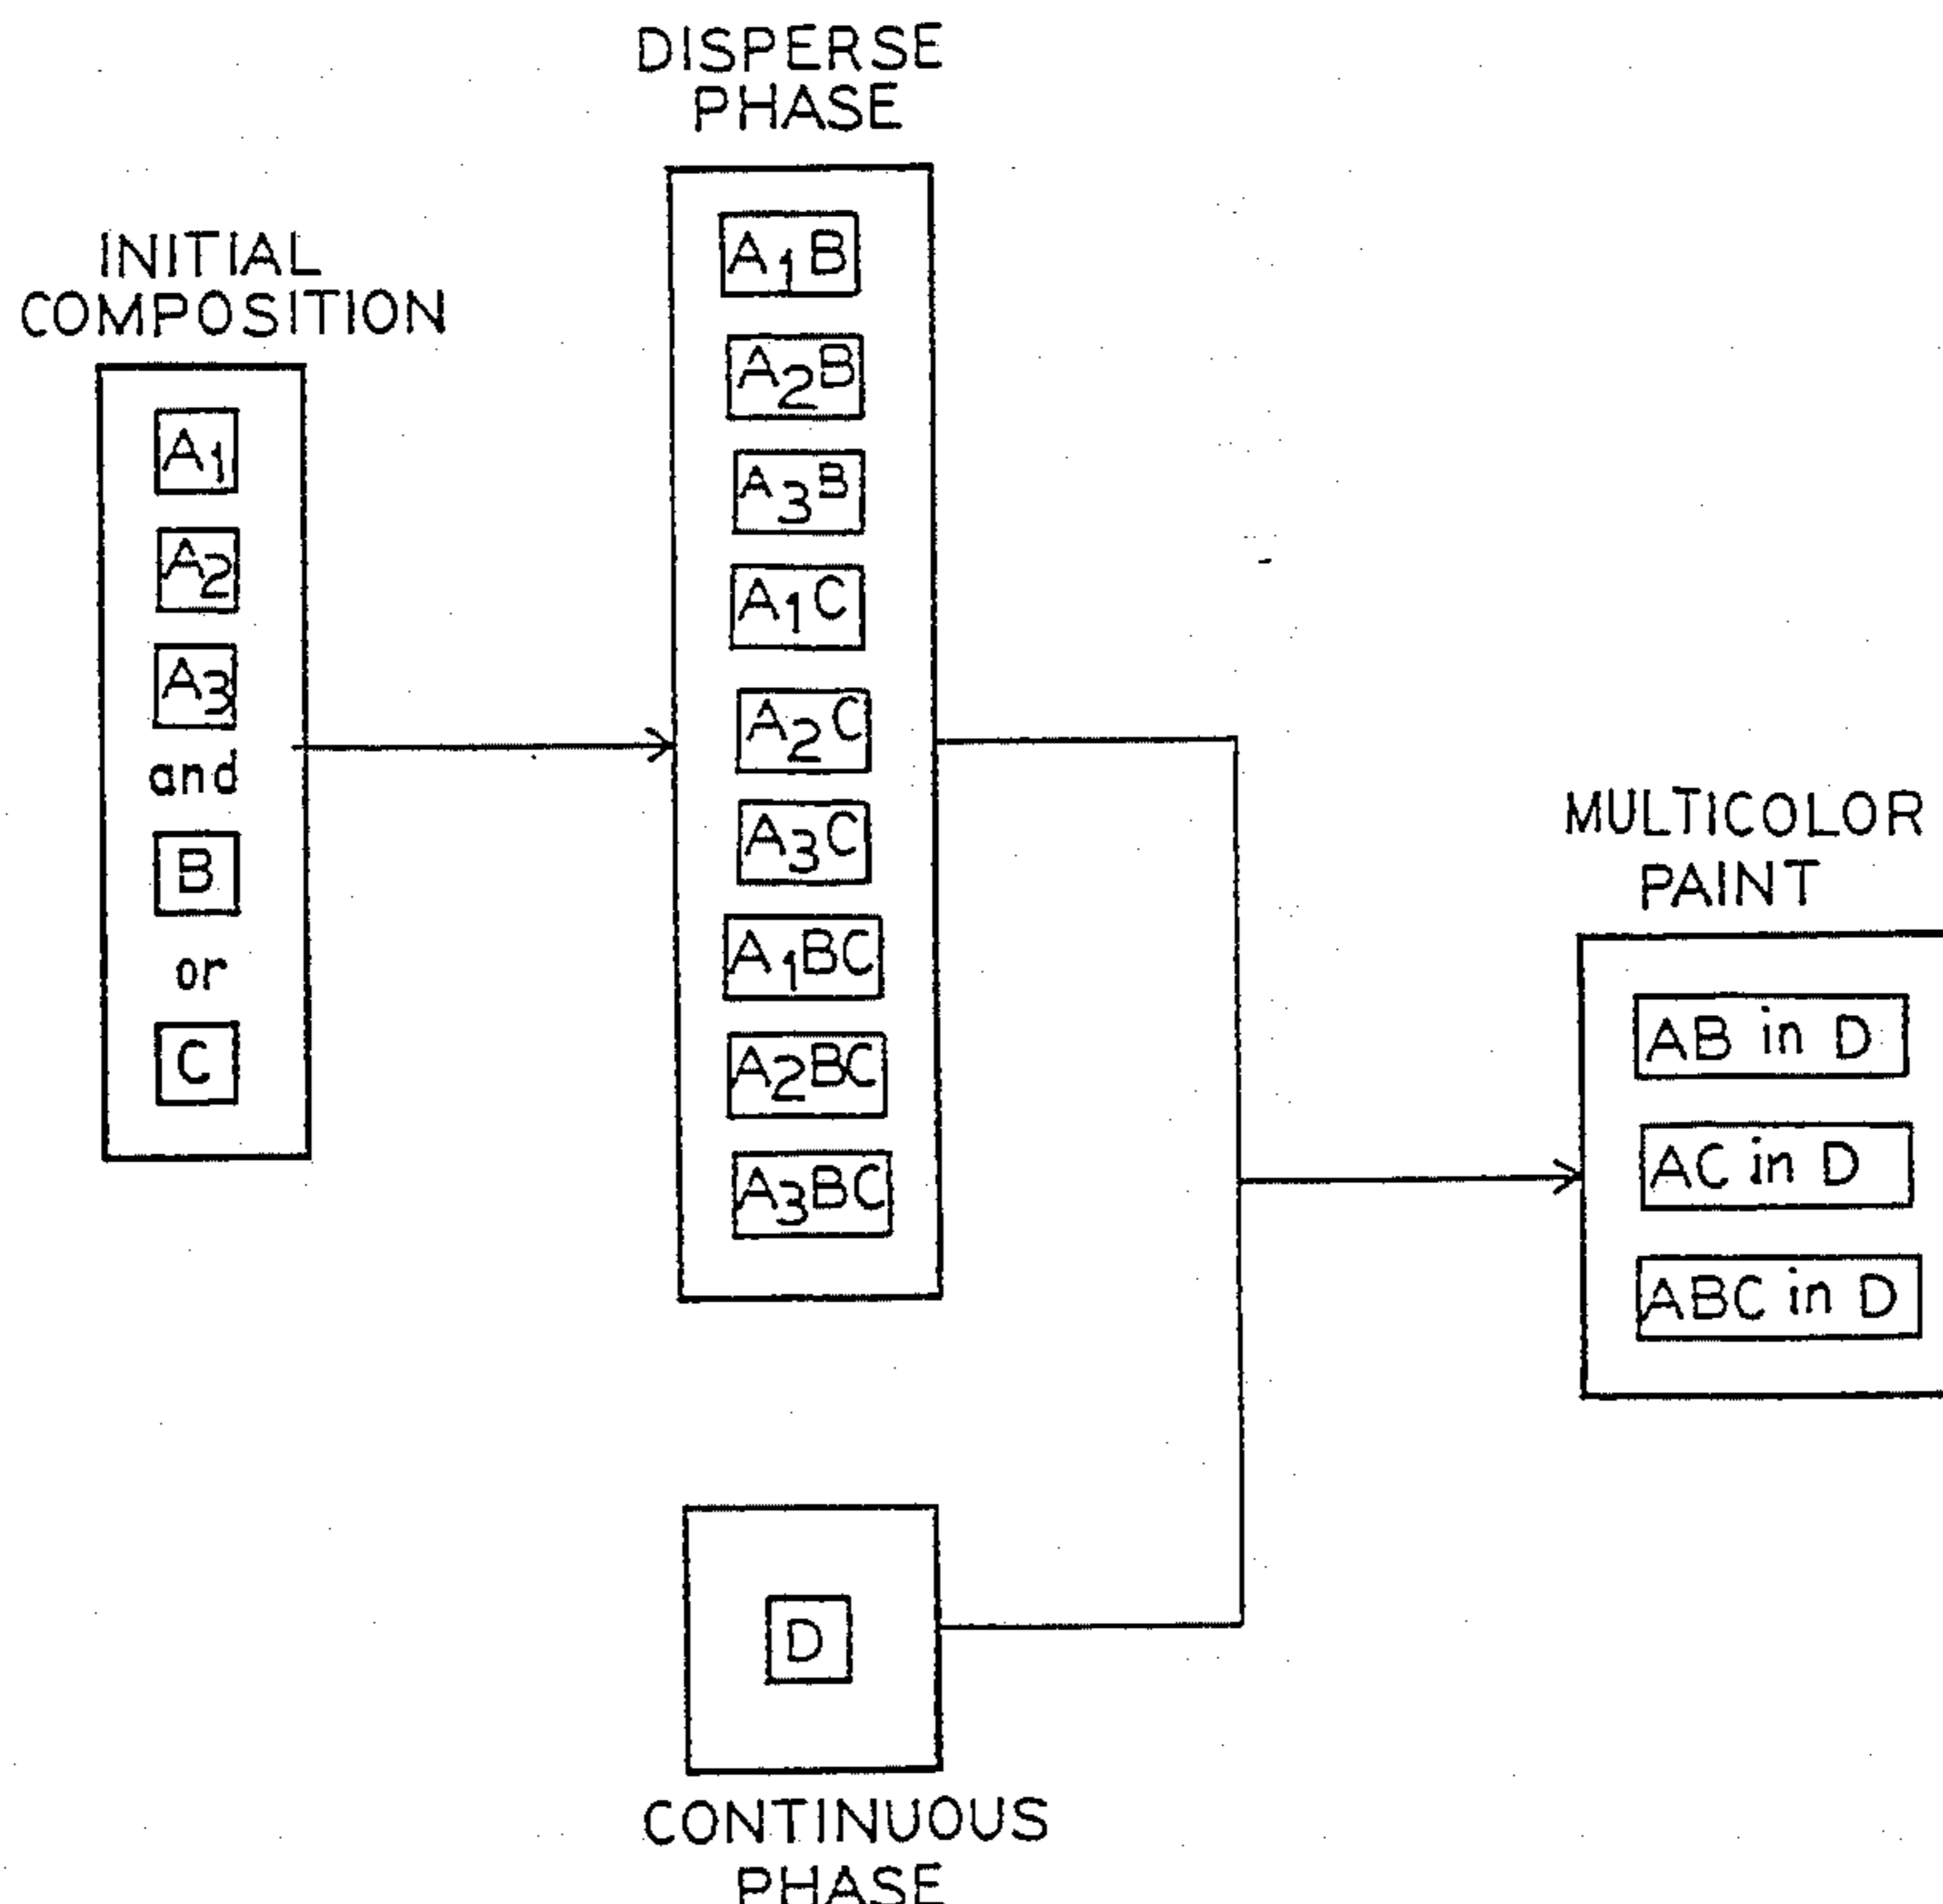 INITIAL
COMPOSITION
A1
A2
A3
and
B
or
C
DISPERSE
PHASE
A1B
A2B
A3B
A1C
A2C
A3C
A1BC
A2BC
A3BC
D
CONTINUOUS
PHASE
MULTICOLOR
PAINT
AB in D
AC in D
ABC in D